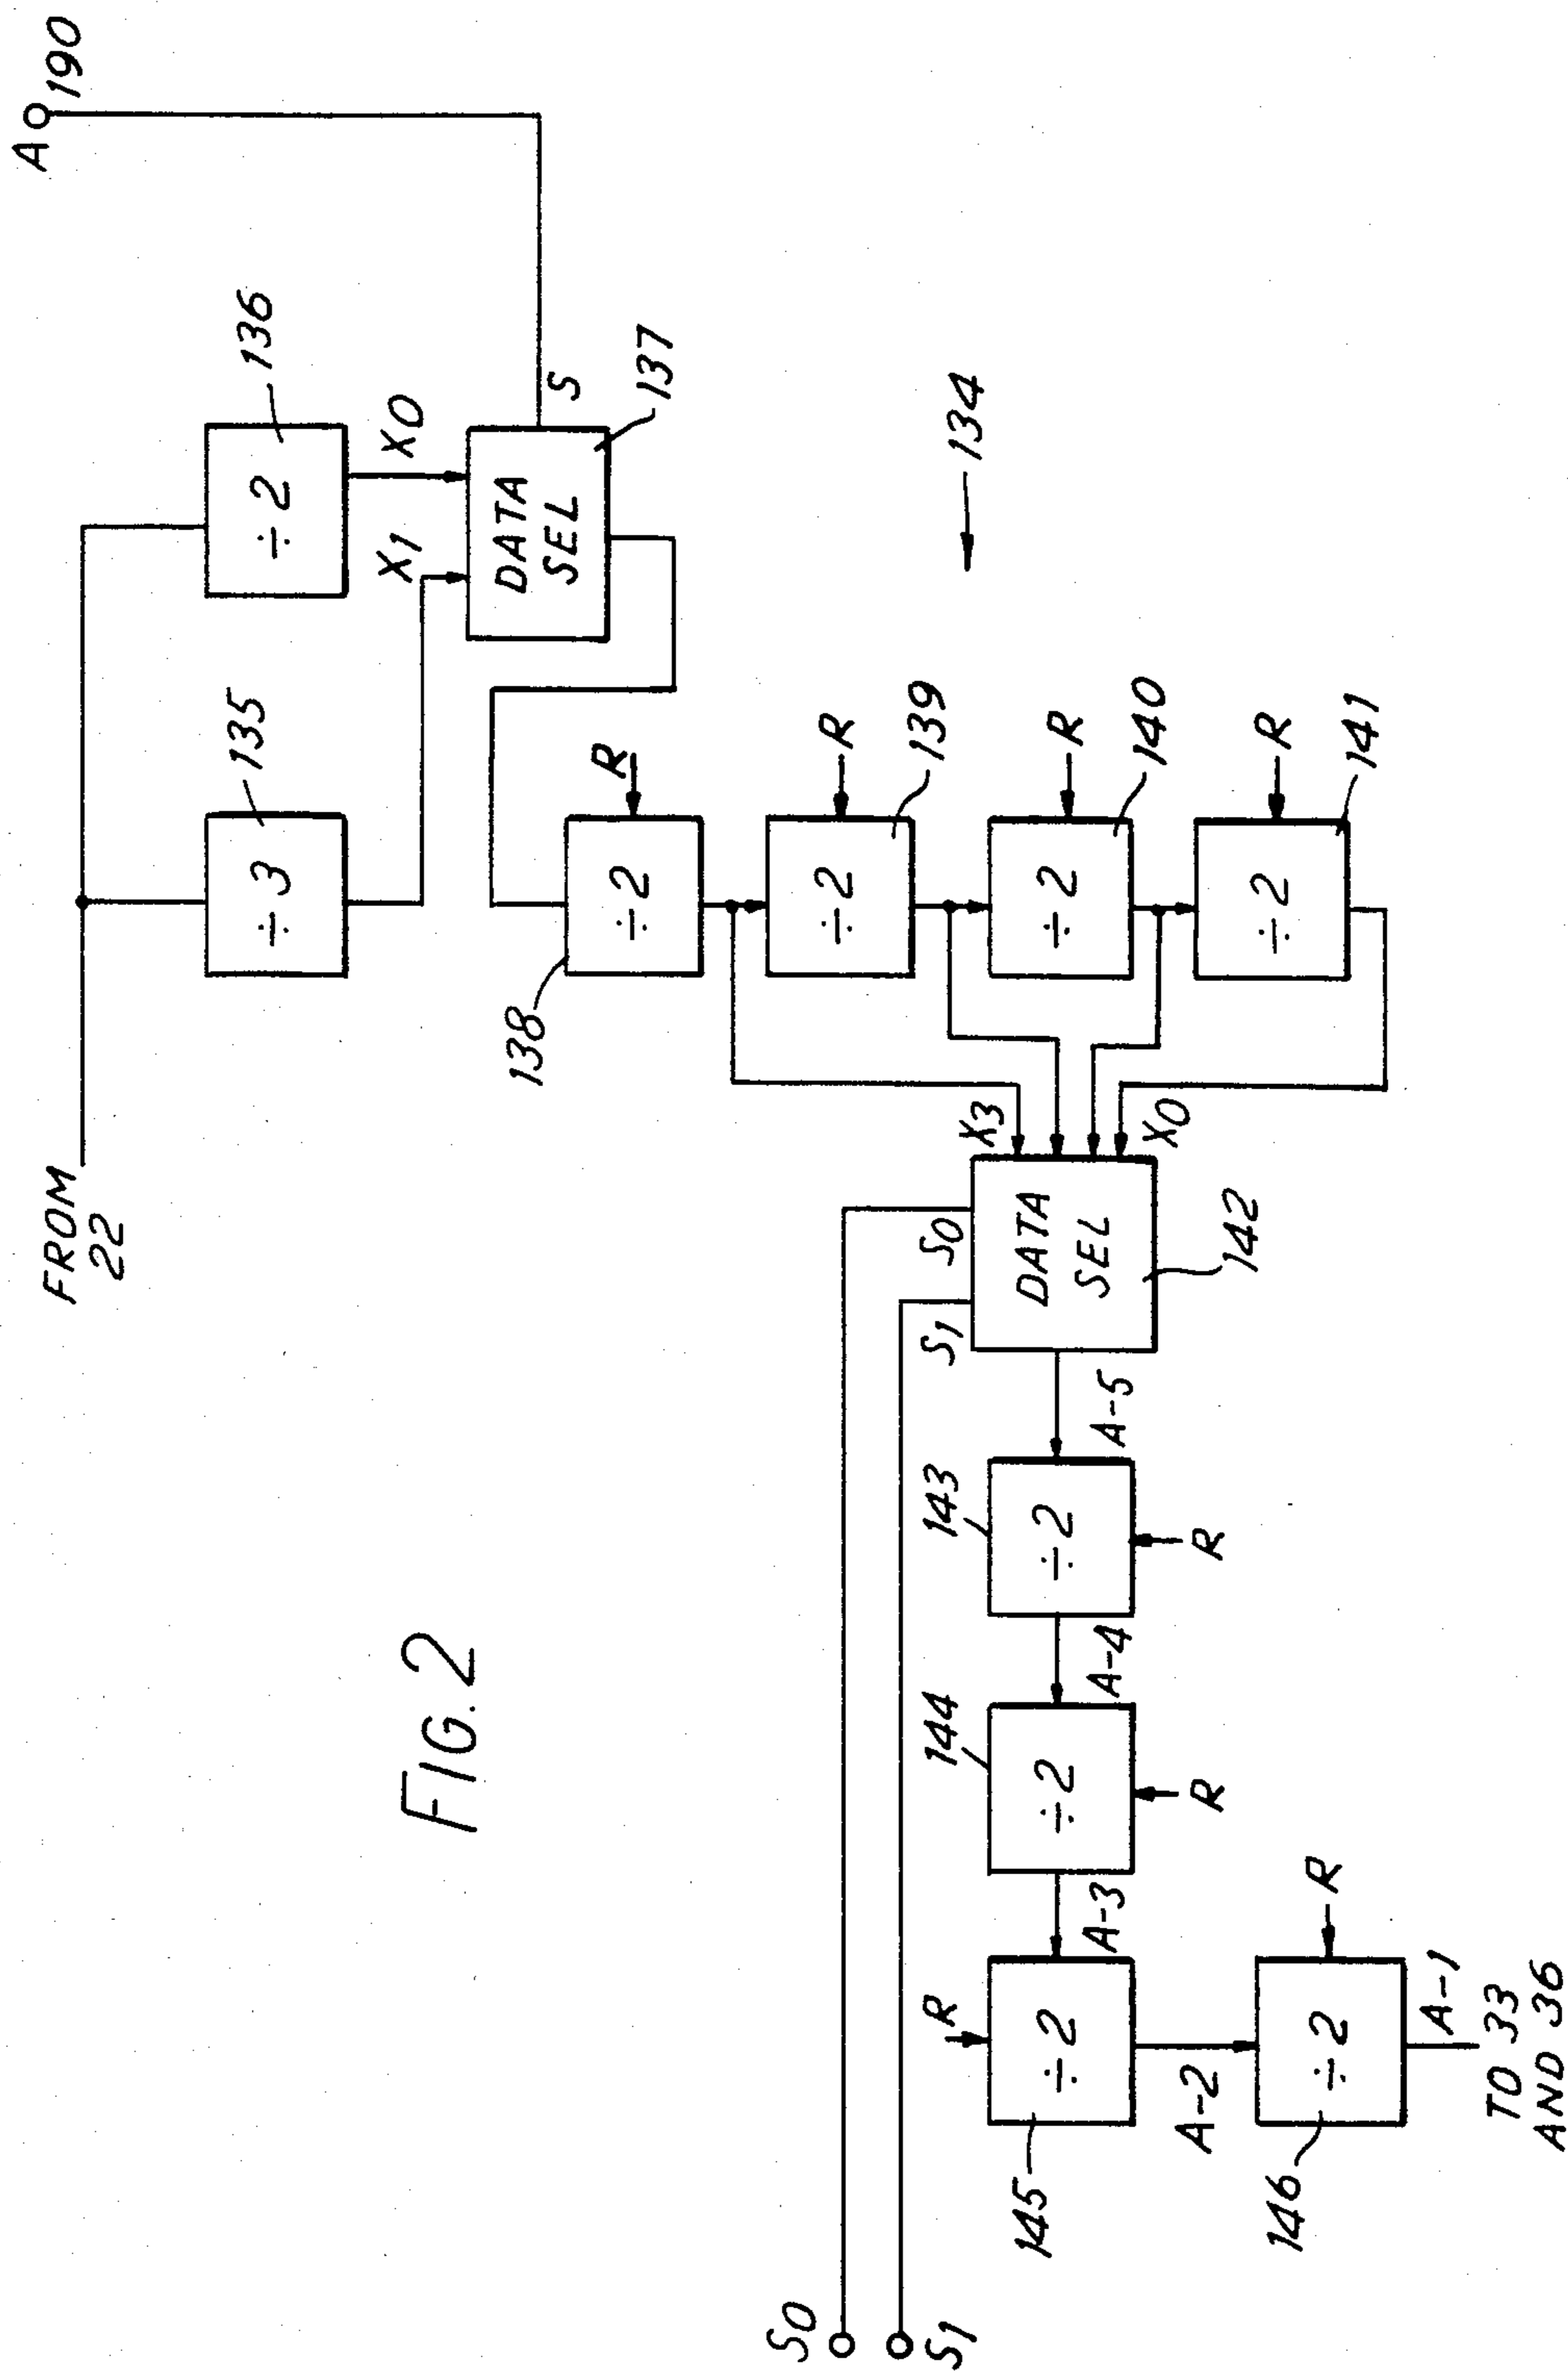 FIG. 2
FROM
22
A
190
÷ 3
135
÷ 2
136
X1
X0
DATA
SEL
S
137
138
÷ 2
R
÷ 2
R
139
÷ 2
R
140
÷ 2
R
141
134
X3
X0
S0
S1
DATA
SEL
142
A-5
143
÷ 2
R
A-4
144
÷ 2
R
A-3
R
÷ 2
145
A-2
R
÷ 2
146
A-1
TO 33
AND 36
S0
S1